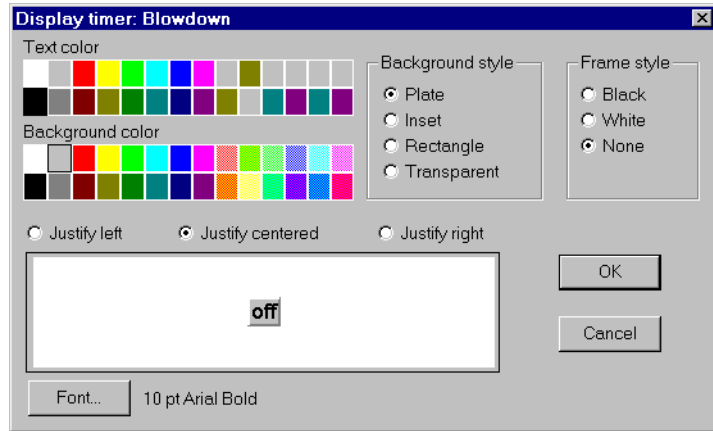 Display timer: Blowdown
Text color
Background color
Background style
Plate
Inset
Rectangle
Transparent
Frame style
Black
White
None
Justify left
Justify centered
Justify right
off
OK
Cancel
Font...
10 pt Arial Bold